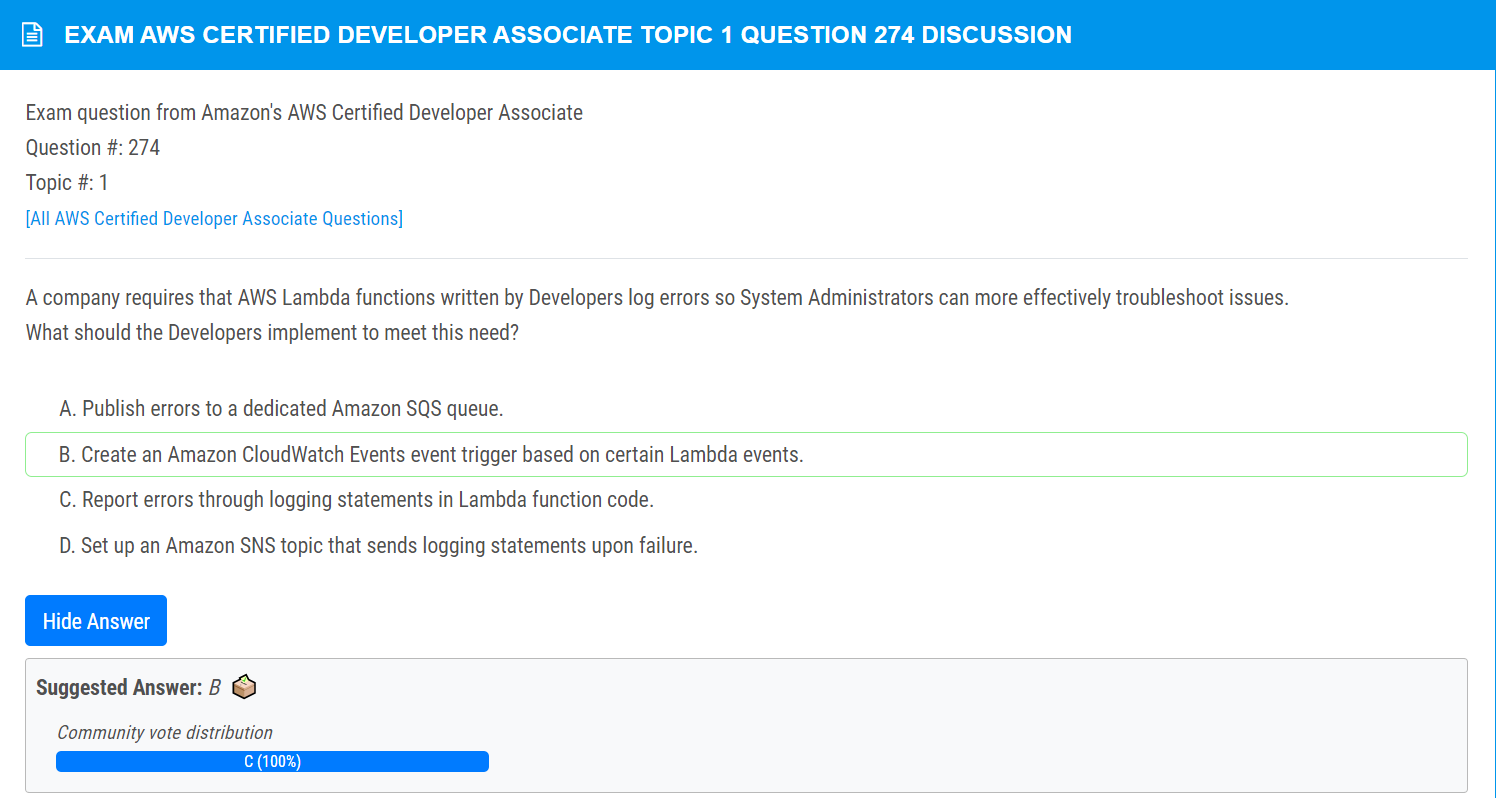 EXAM AWS CERTIFIED DEVELOPER ASSOCIATE TOPIC 1 QUESTION 274 DISCUSSION
Exam question from Amazon's AWS Certified Developer Associate
Question #: 274
Topic #: 1
[All AWS Certified Developer Associate Questions]
A company requires that AWS Lambda functions written by Developers log errors so System Administrators can more effectively troubleshoot issues.
What should the Developers implement to meet this need?
A. Publish errors to a dedicated Amazon SQS queue.
B. Create an Amazon CloudWatch Events event trigger based on certain Lambda events.
C. Report errors through logging statements in Lambda function code.
D. Set up an Amazon SNS topic that sends logging statements upon failure.
Hide Answer
Suggested Answer: B
Community vote distribution
C (100%)